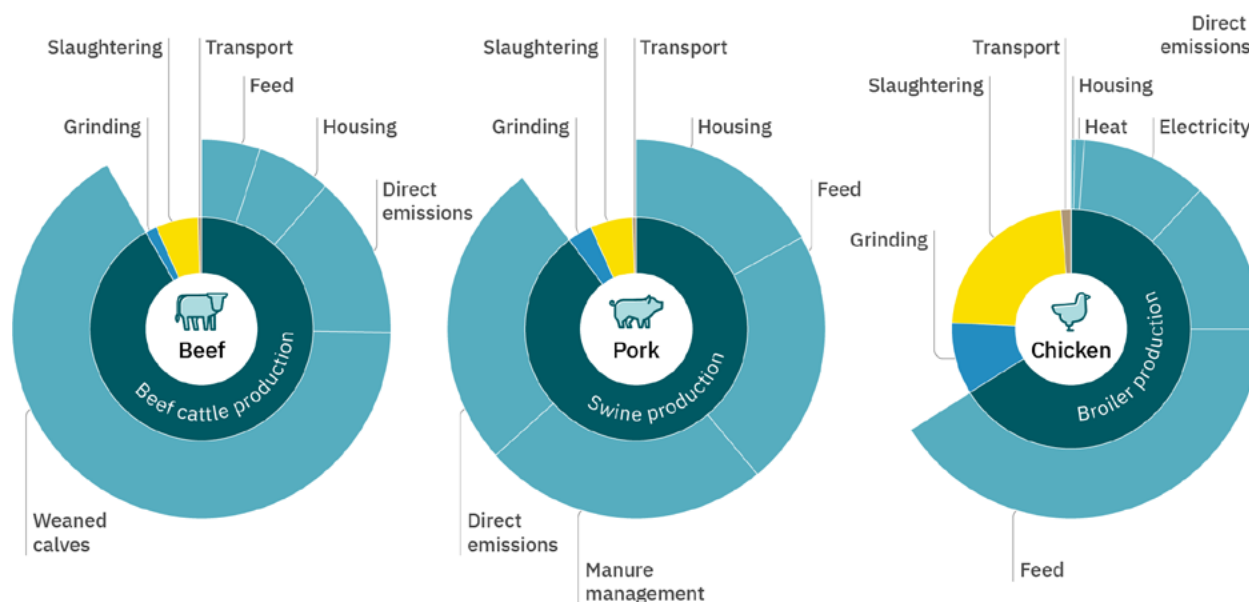 Slaughtering
Transport
Feed
Grinding
Housing
Direct
emissions
Beef
Beef cattle production
Weaned
calves
Slaughtering
Transport
Grinding
Housing
Feed
Pork
Swine production
Direct
emissions
Manure
management
Direct
emissions
Transport
Slaughtering
Housing
Heat
Electricity
Grinding
Chicken
Broiler production
Feed